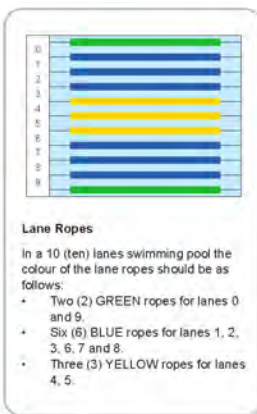 0
1
2
3
4
5
6
7
8
9
Lane Ropes
In a 10 (ten) lanes swimming pool the
colour of the lane ropes should be as
follows:
• Two (2) GREEN ropes for lanes 0
and 9.
• Six (6) BLUE ropes for lanes 1, 2,
3, 6, 7 and 8.
• Three (3) YELLOW ropes for lanes
4, 5.